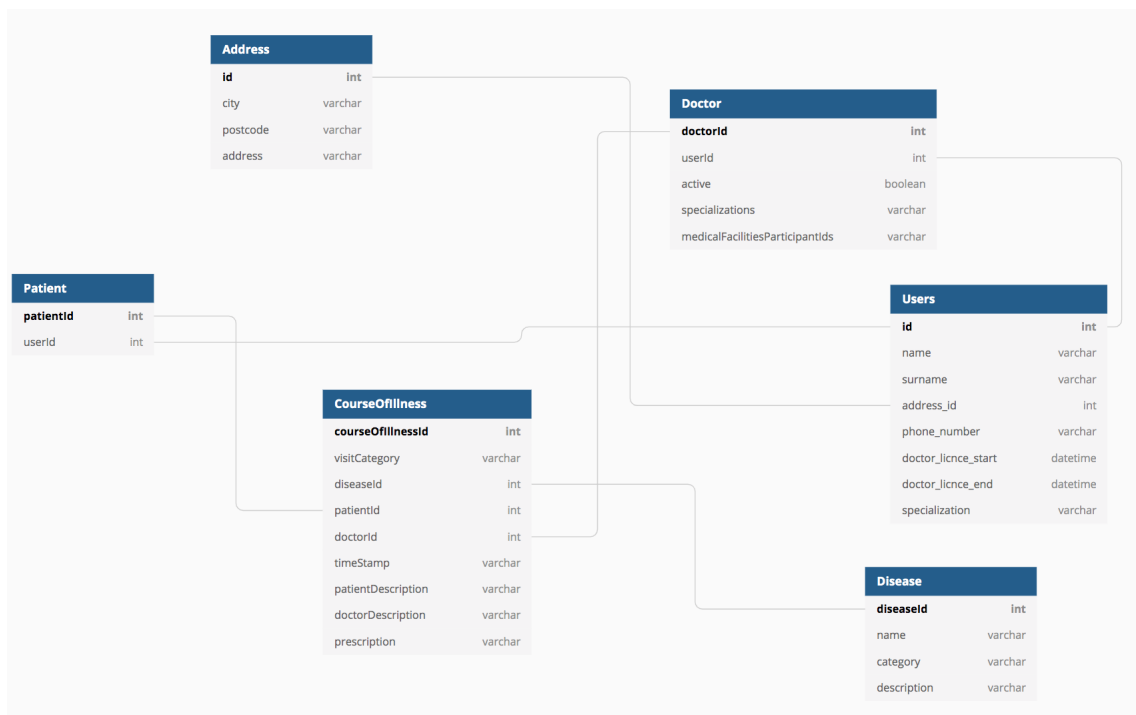 Address
id int
city varchar
postcode varchar
address varchar
Doctor
doctorId int
userId int
active boolean
specializations varchar
medicalFacilitiesParticipantIds varchar
Patient
patientId int
userId int
Users
id int
name varchar
surname varchar
address_id int
phone_number varchar
doctor_licnce_start datetime
doctor_licnce_end datetime
specialization varchar
CourseOfIllness
courseOfIllnessId int
visitCategory varchar
diseaseId int
patientId int
doctorId int
timeStamp varchar
patientDescription varchar
doctorDescription varchar
prescription varchar
Disease
diseaseId int
name varchar
category varchar
description varchar